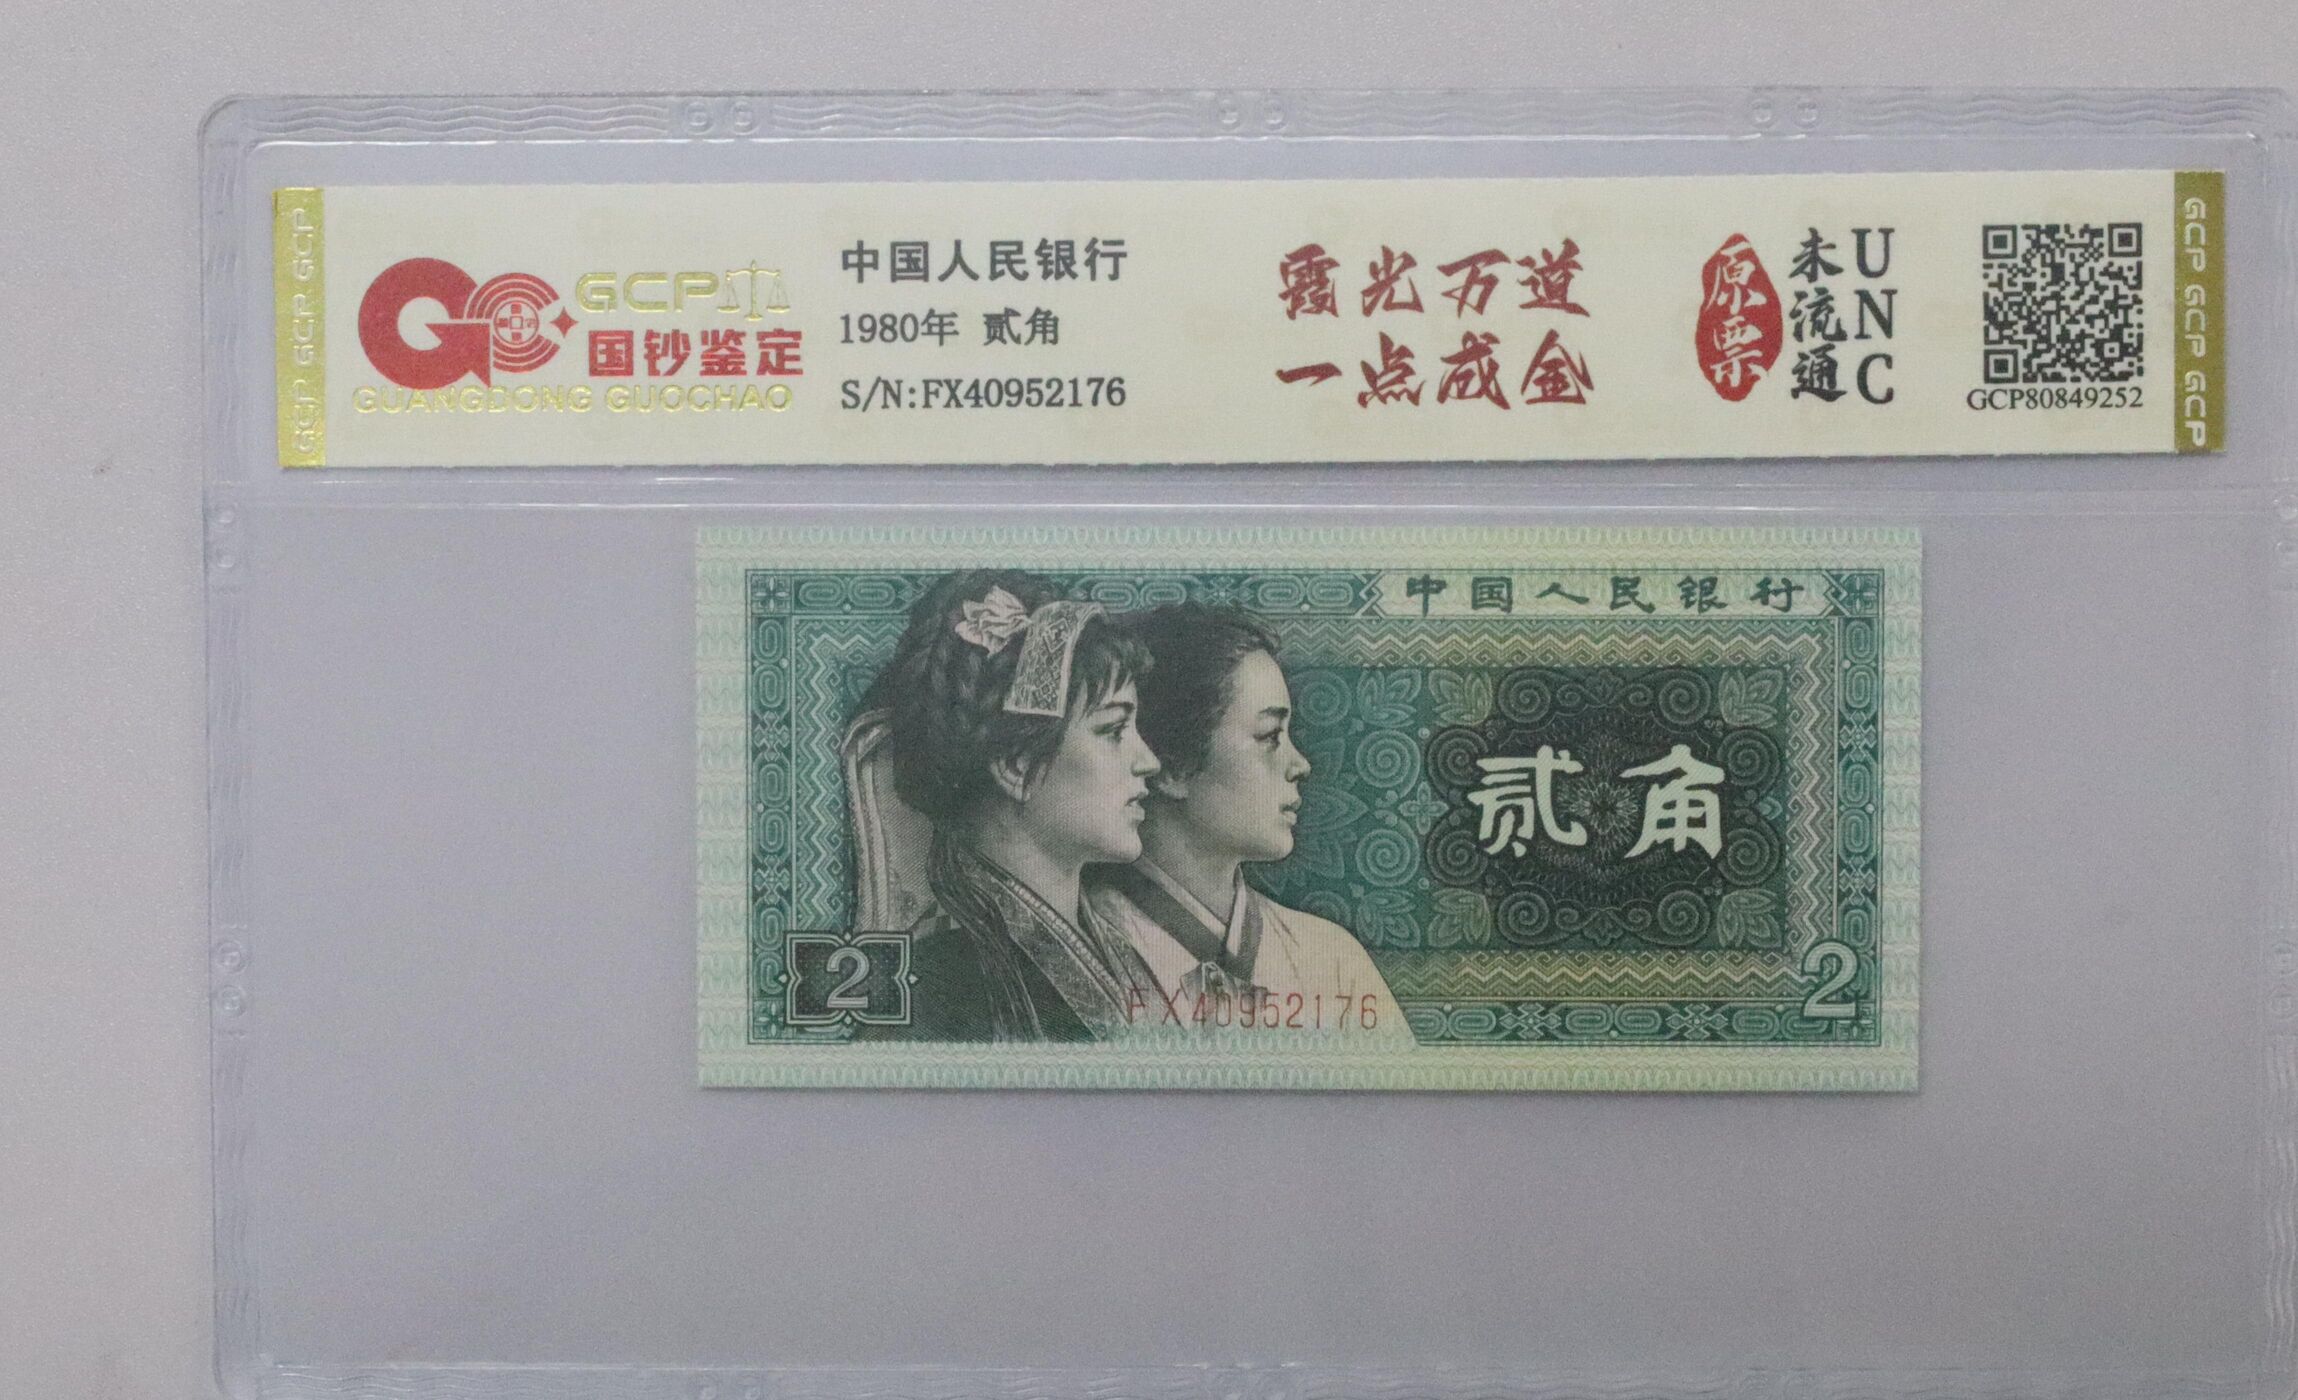 GCP GCP GCP
GCP
国钞鉴定
GUANGDONG GUOCHAO
中国人民银行
1980年 贰角
S/N:FX40952176
霞光万道
一点成金
原票
未流通
UNC
GCP80849252
GCP GCP GCP
中国人民银行
贰角
2
FX40952176
2